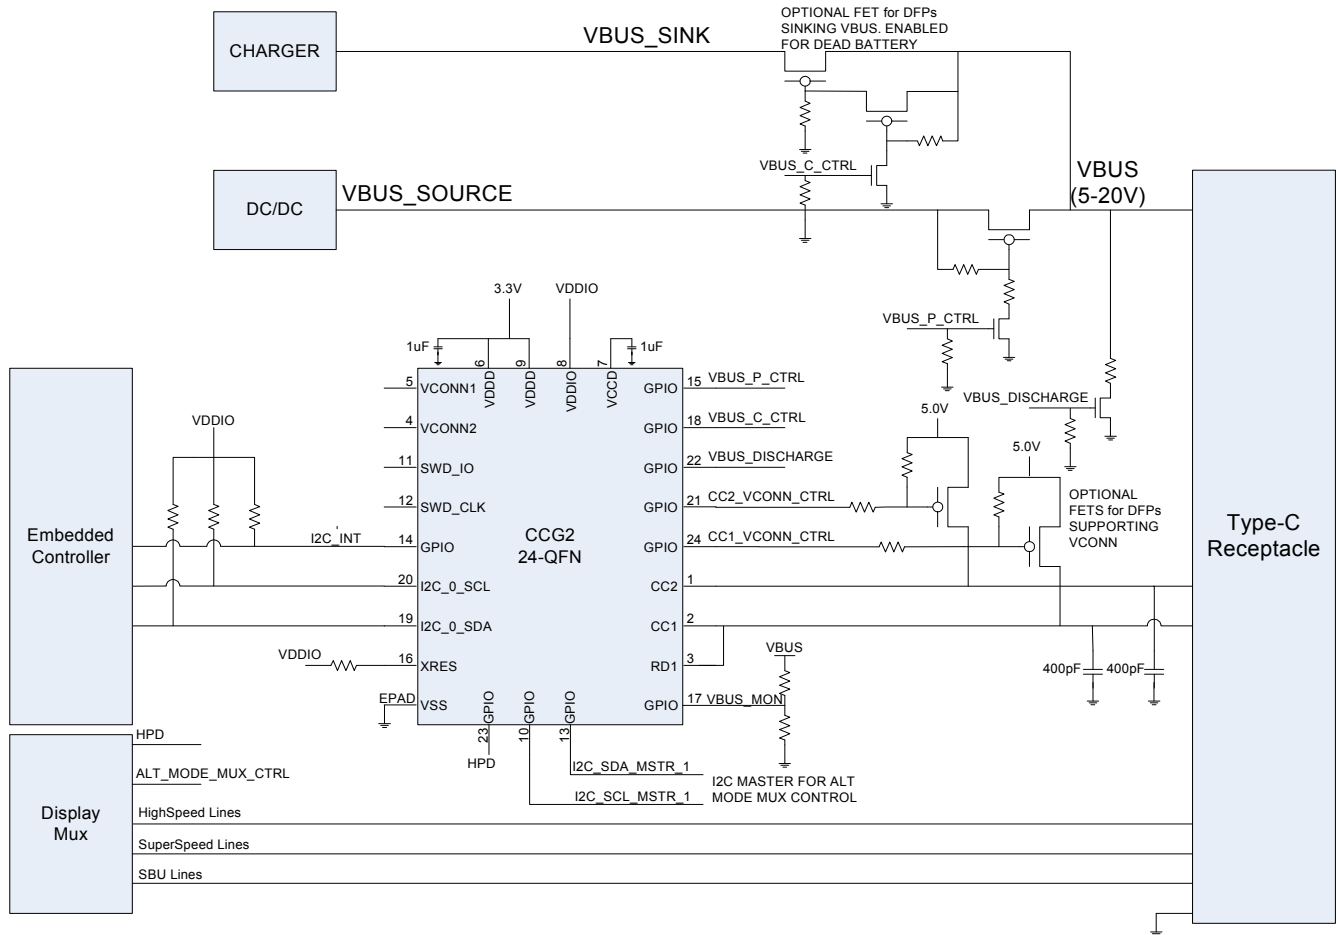 OPTIONAL FET for DFPs
SINKING VBUS. ENABLED
FOR DEAD BATTERY
CHARGER
VBUS_SINK
VBUS_C_CTRL
VBUS
(5-20V)
DC/DC
VBUS_SOURCE
VBUS_P_CTRL
3.3V
VDDIO
1uF
1uF
6
9
8
7
VDDD
VDDD
VDDIO
VCCD
5
VCONN1
GPIO
15
VBUS_P_CTRL
4
VCONN2
GPIO
18
VBUS_C_CTRL
11
SWD_IO
GPIO
22
VBUS_DISCHARGE
12
SWD_CLK
GPIO
21
CC2_VCONN_CTRL
I2C_INT
14
GPIO
GPIO
24
CC1_VCONN_CTRL
20
I2C_0_SCL
CC2
1
19
I2C_0_SDA
CC1
2
VDDIO
16
XRES
RD1
3
EPAD
VSS
GPIO
17
VBUS_MON
CCG2
24-QFN
VDDIO
Embedded
Controller
VBUS_DISCHARGE
5.0V
5.0V
OPTIONAL
FETS for DFPs
SUPPORTING
VCONN
Type-C
Receptacle
VBUS
400pF
400pF
GPIO
GPIO
GPIO
23
10
13
HPD
I2C_SDA_MSTR_1
I2C_SCL_MSTR_1
I2C MASTER FOR ALT
MODE MUX CONTROL
HPD
ALT_MODE_MUX_CTRL
HighSpeed Lines
SuperSpeed Lines
SBU Lines
Display
Mux